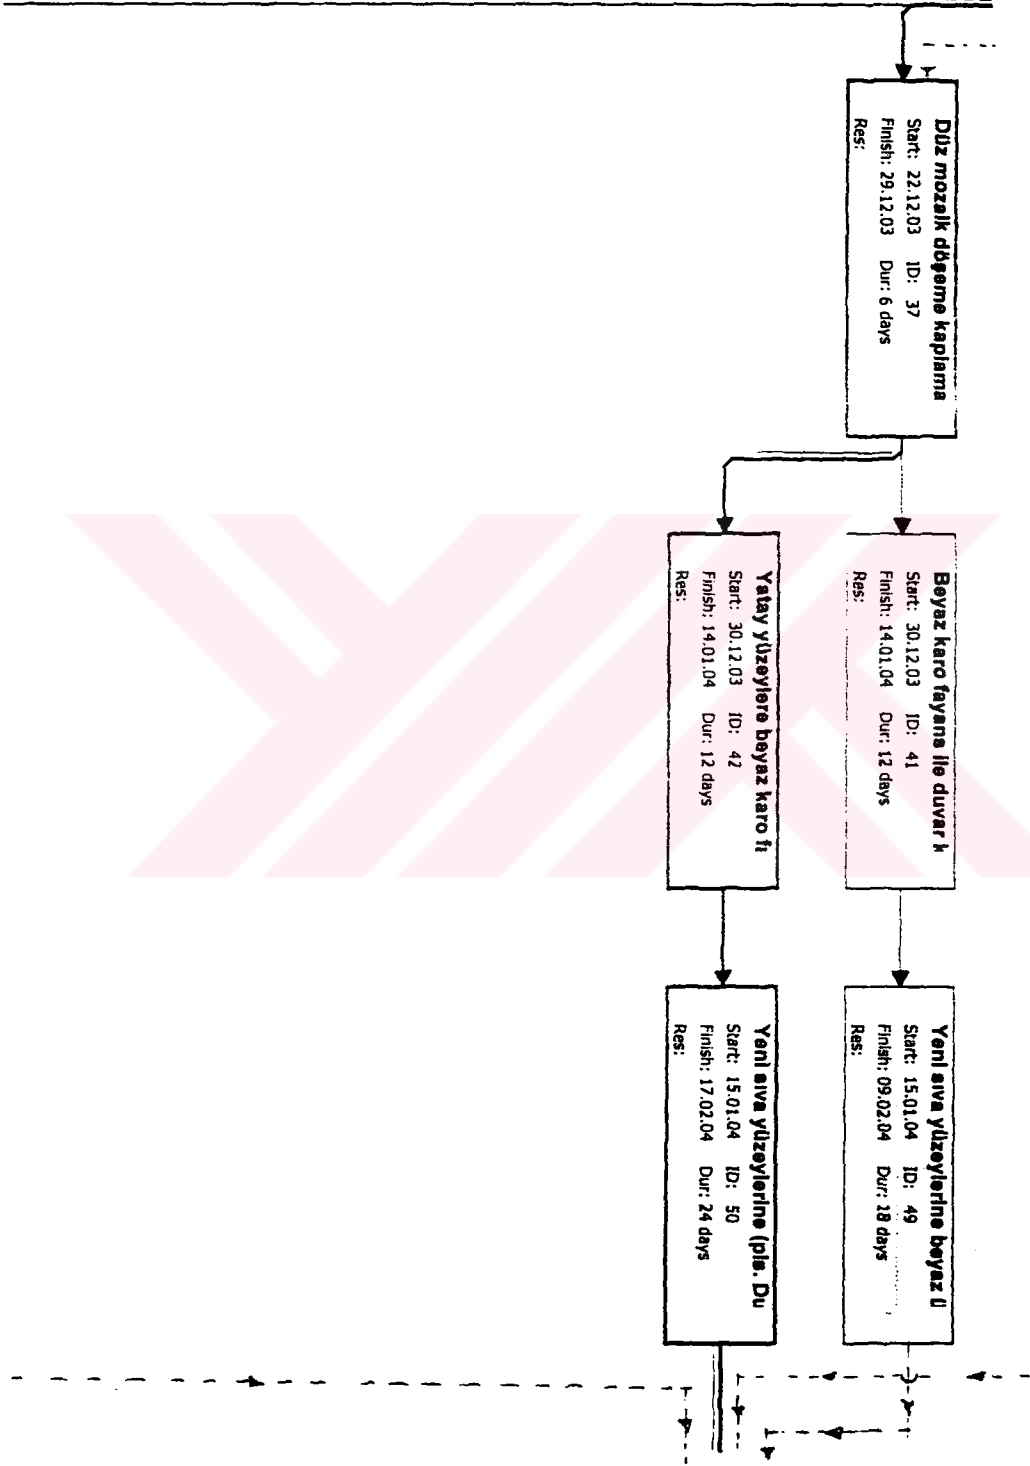 Düz mozaik döşeme kaplama
Start: 22.12.03 ID: 37
Finish: 29.12.03 Dur: 6 days
Res:
Beyaz karo fayans ile duvar k
Start: 30.12.03 ID: 41
Finish: 14.01.04 Dur: 12 days
Res:
Yatay yüzeylere beyaz karo f
Start: 30.12.03 ID: 42
Finish: 14.01.04 Dur: 12 days
Res:
Yeni sıva yüzeylerine beyaz ü
Start: 15.01.04 ID: 49
Finish: 09.02.04 Dur: 18 days
Res:
Yeni sıva yüzeylerine (pls. Du
Start: 15.01.04 ID: 50
Finish: 17.02.04 Dur: 24 days
Res: